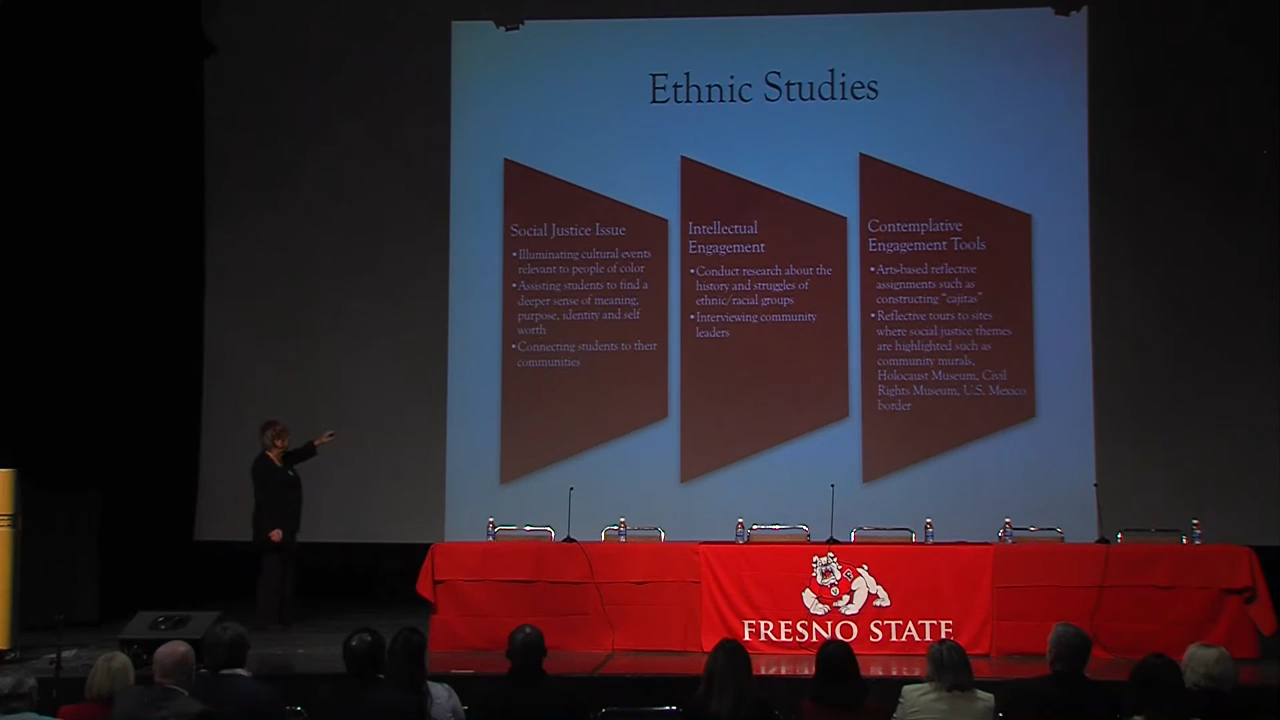 Ethnic Studies
Social Justice Issue
•Illuminating cultural events
relevant to people of color
•Assisting students to find a
deeper sense of meaning,
purpose, identity and self
worth
•Connecting students to their
communities
Intellectual
Engagement
•Conduct research about the
history and struggles of
ethnic/racial groups
•Interviewing community
leaders
Contemplative
Engagement Tools
•Arts-based reflective
assignments such as
constructing "cajitas"
•Reflective tours to sites
where social justice themes
are highlighted such as
community murals,
Holocaust Museum, Civil
Rights Museum, U.S. Mexico
border
FRESNO STATE